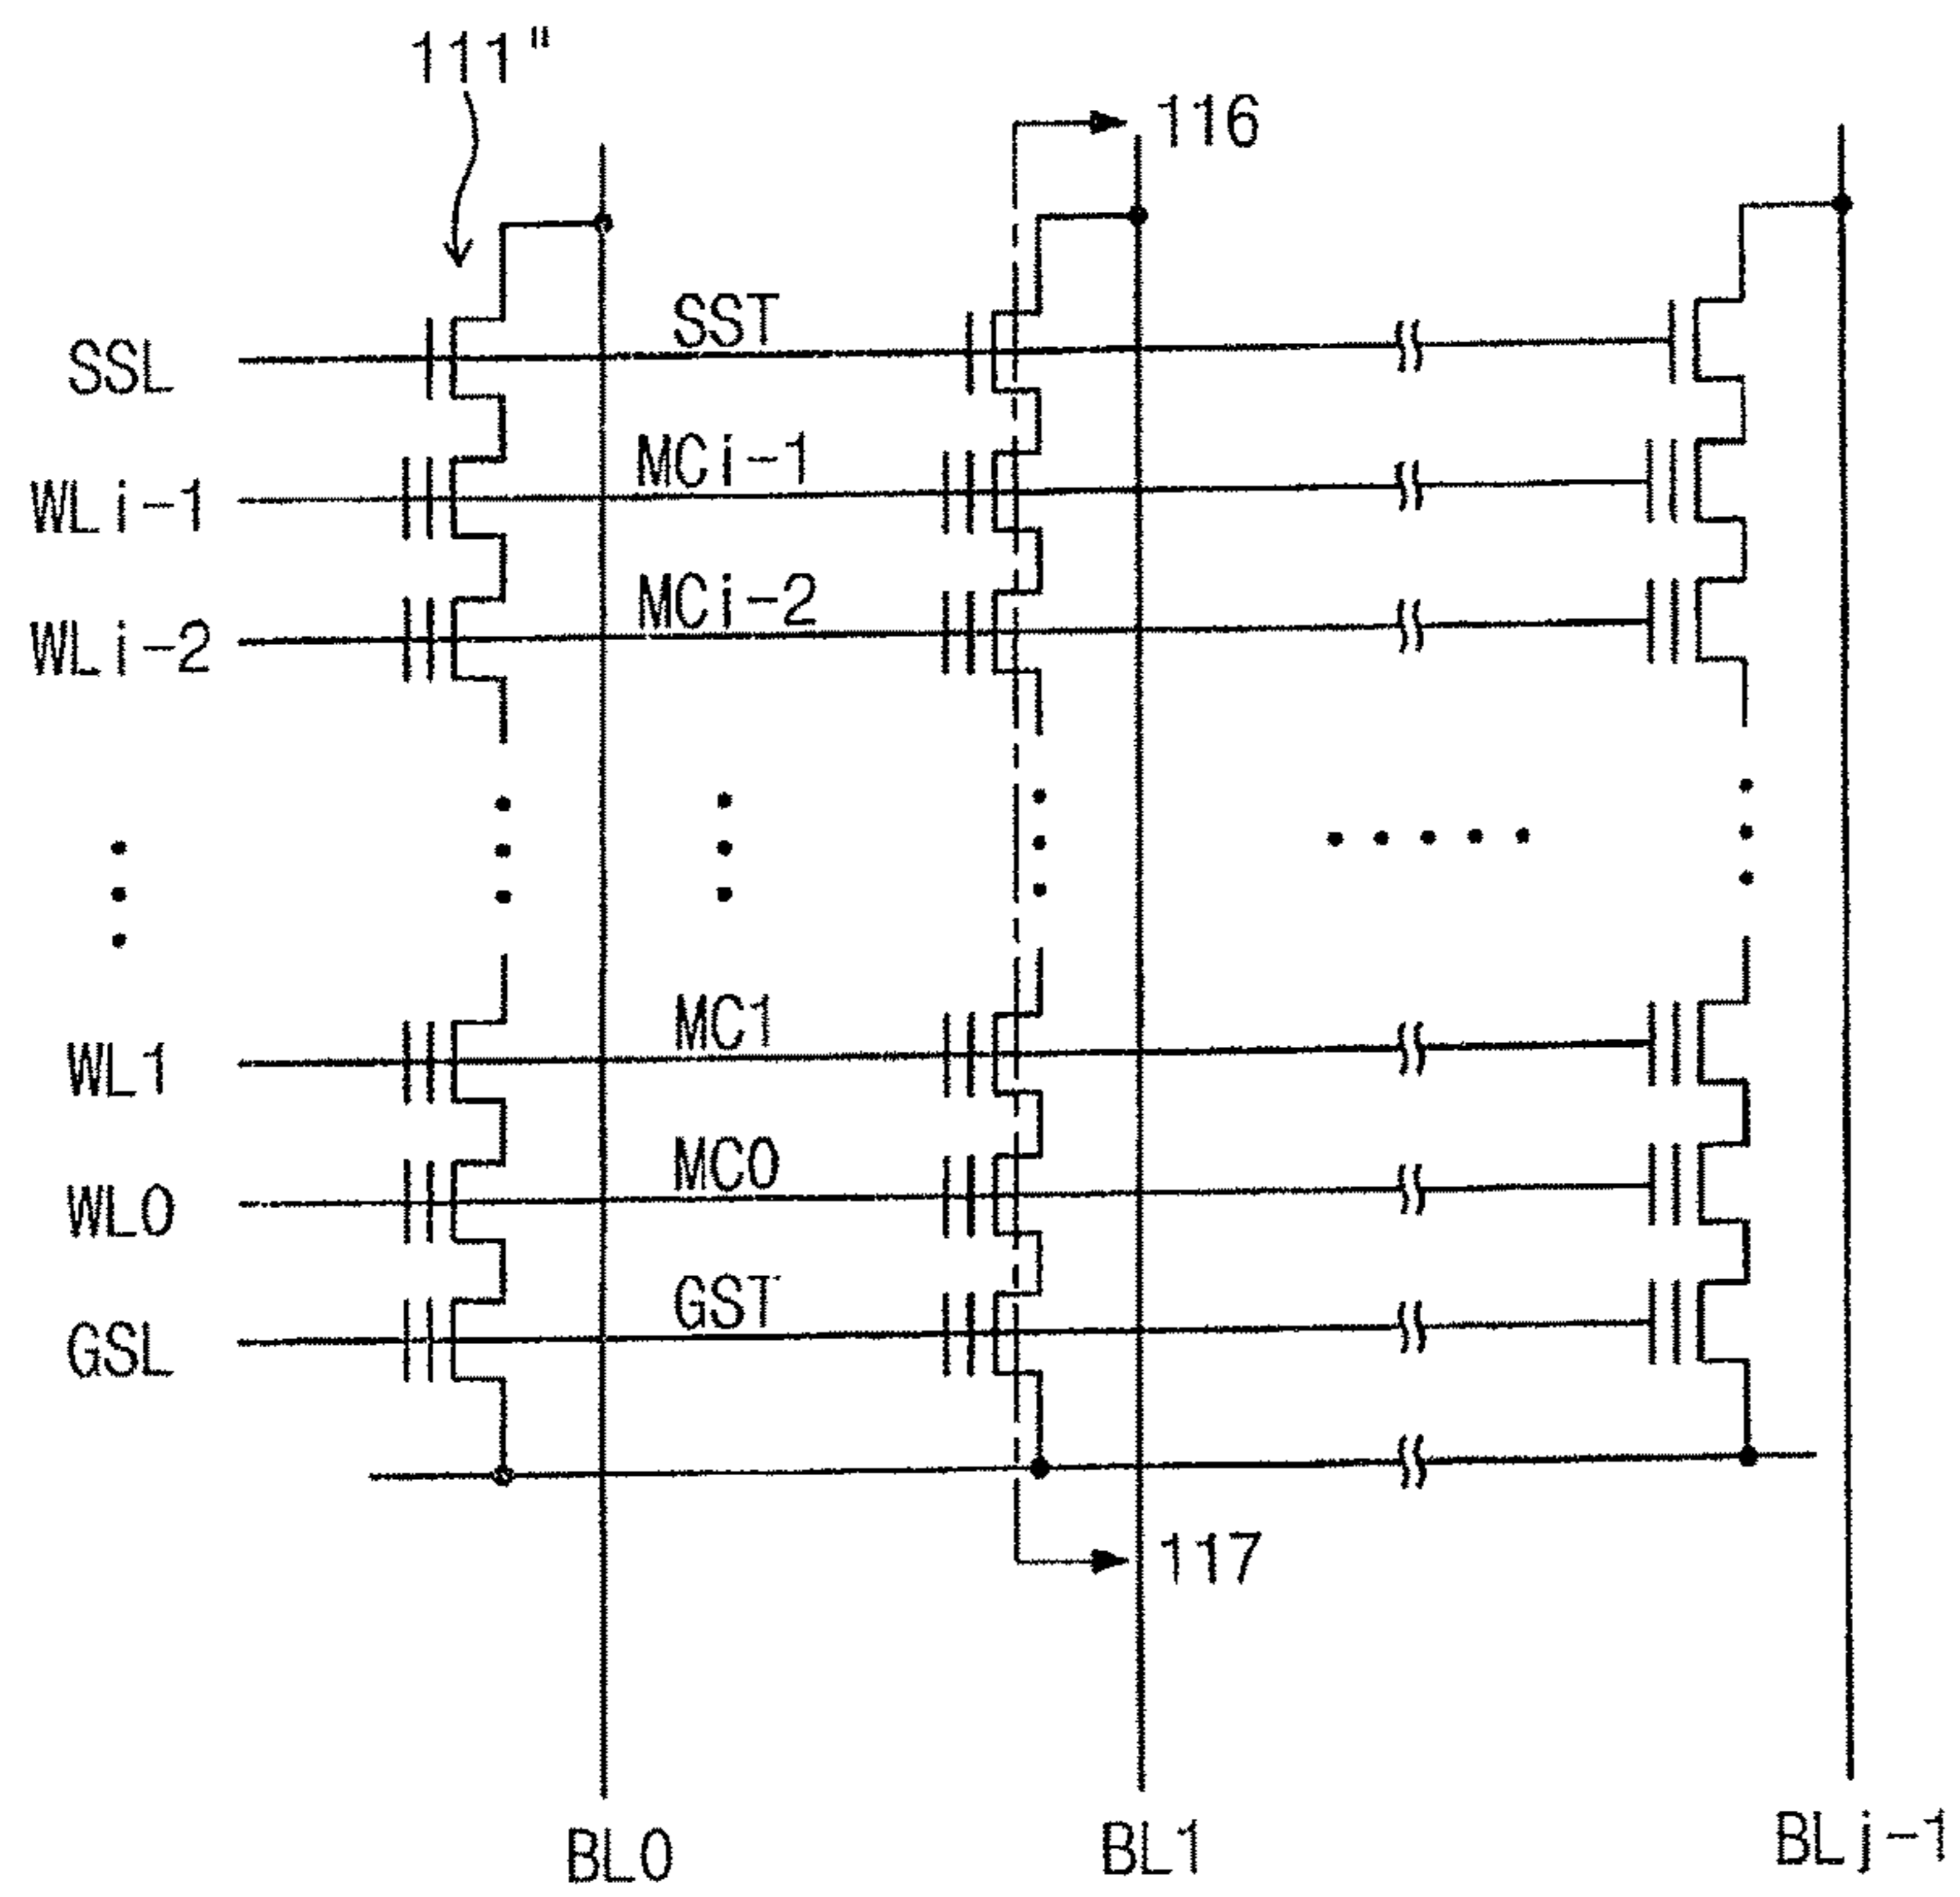 111"
116
SSL
SST
WLi-1
MCi-1
WLi-2
MCi-2
WL1
MC1
WL0
MC0
GSL
GST
117
BL0
BL1
BLj-1